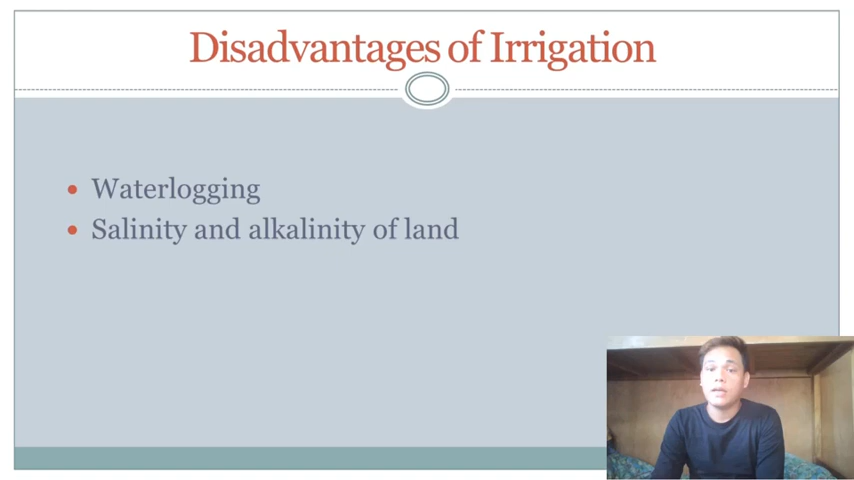 Disadvantages of Irrigation
Waterlogging
Salinity and alkalinity of land